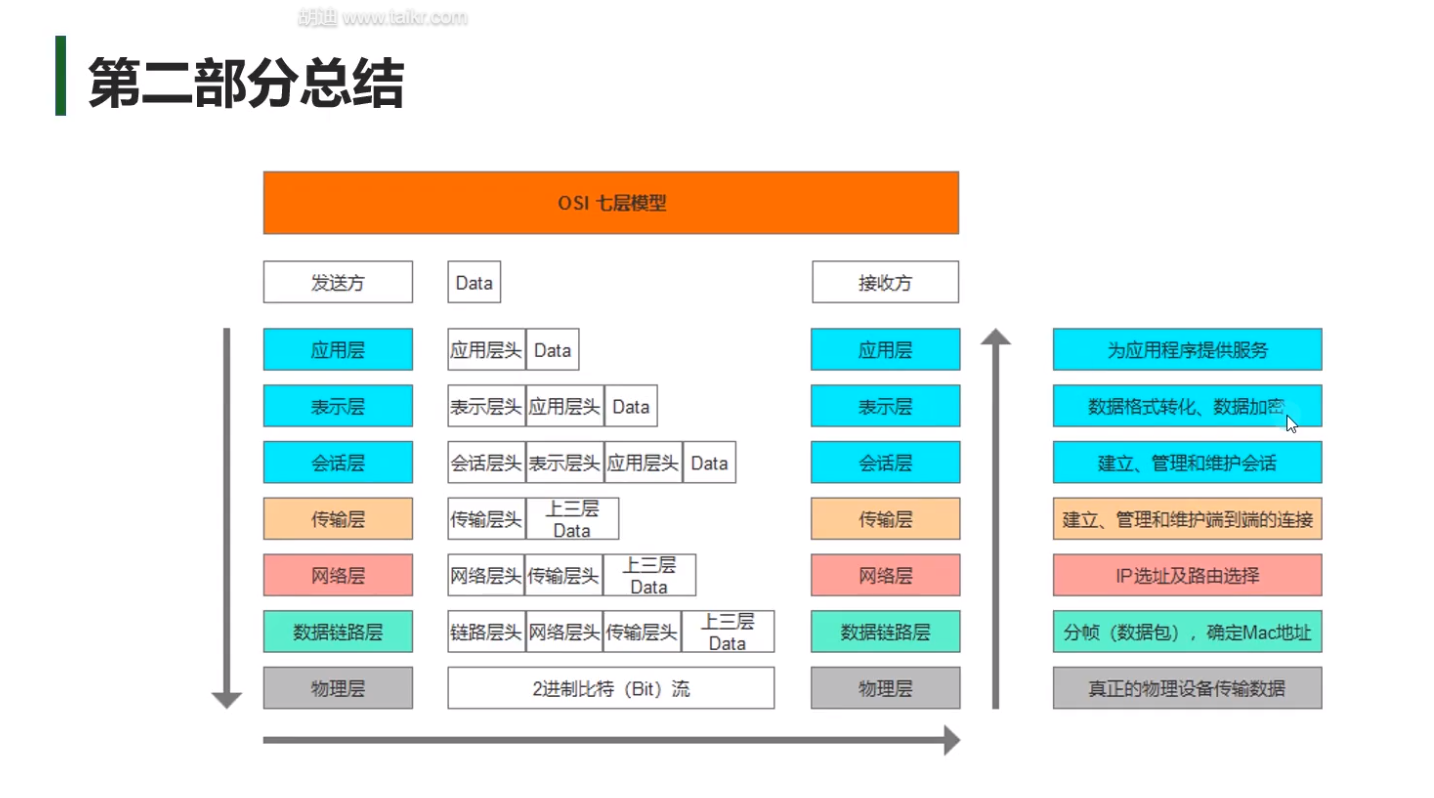 胡迪 www.taikr.com
第二部分总结
OSI 七层模型
发送方 Data 接收方
应用层 应用层头 Data 应用层 为应用程序提供服务
表示层 表示层头 应用层头 Data 表示层 数据格式转化、数据加密
会话层 会话层头 表示层头 应用层头 Data 会话层 建立、管理和维护会话
传输层 传输层头 上三层 Data 传输层 建立、管理和维护端到端的连接
网络层 网络层头 传输层头 上三层 Data 网络层 IP选址及路由选择
数据链路层 链路层头 网络层头 传输层头 上三层 Data 数据链路层 分帧（数据包），确定Mac地址
物理层 2进制比特（Bit）流 物理层 真正的物理设备传输数据